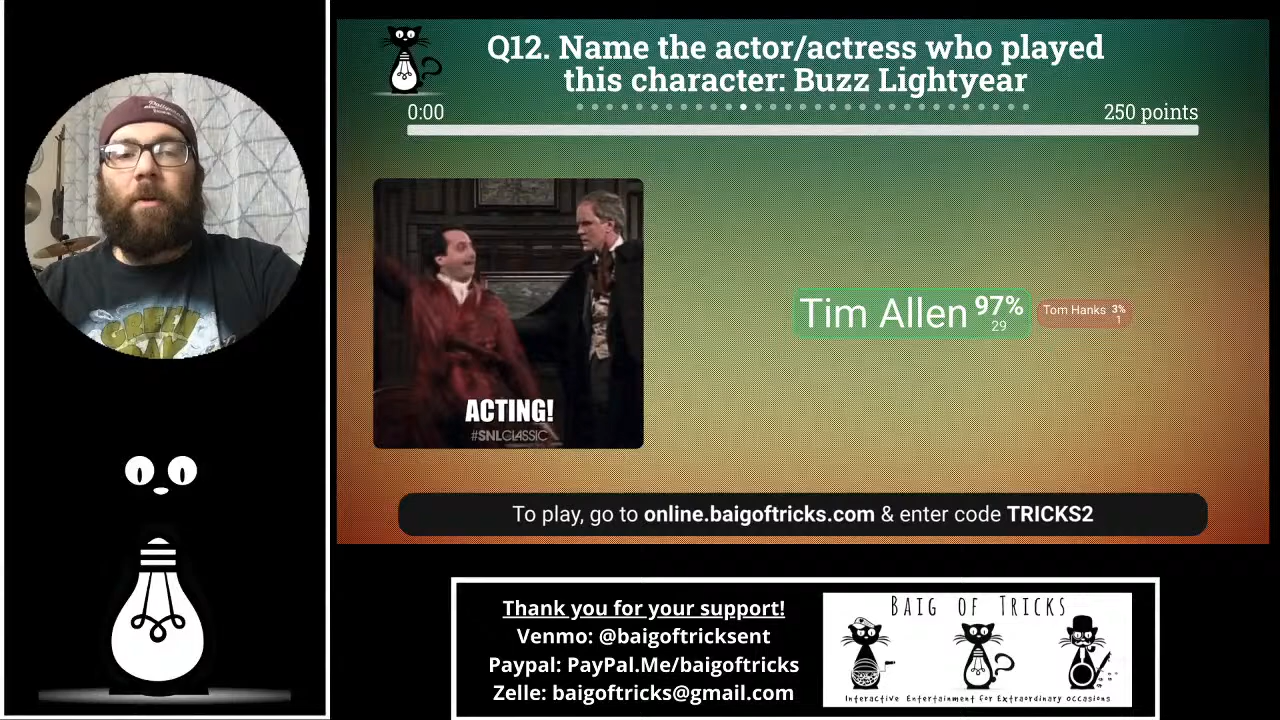 Q12. Name the actor/actress who played
this character: Buzz Lightyear
0:00
250 points
ACTING!
#SNLCLASSIC
Tim Allen 97%
29
Tom Hanks 3%
1
To play, go to online.baigoftricks.com & enter code TRICKS2
Thank you for your support!
Venmo: @baigoftricksent
Paypal: PayPal.Me/baigoftricks
Zelle: baigoftricks@gmail.com
BAIG OF TRICKS
Interactive Entertainment for Extraordinary occasions
GREEN DAY